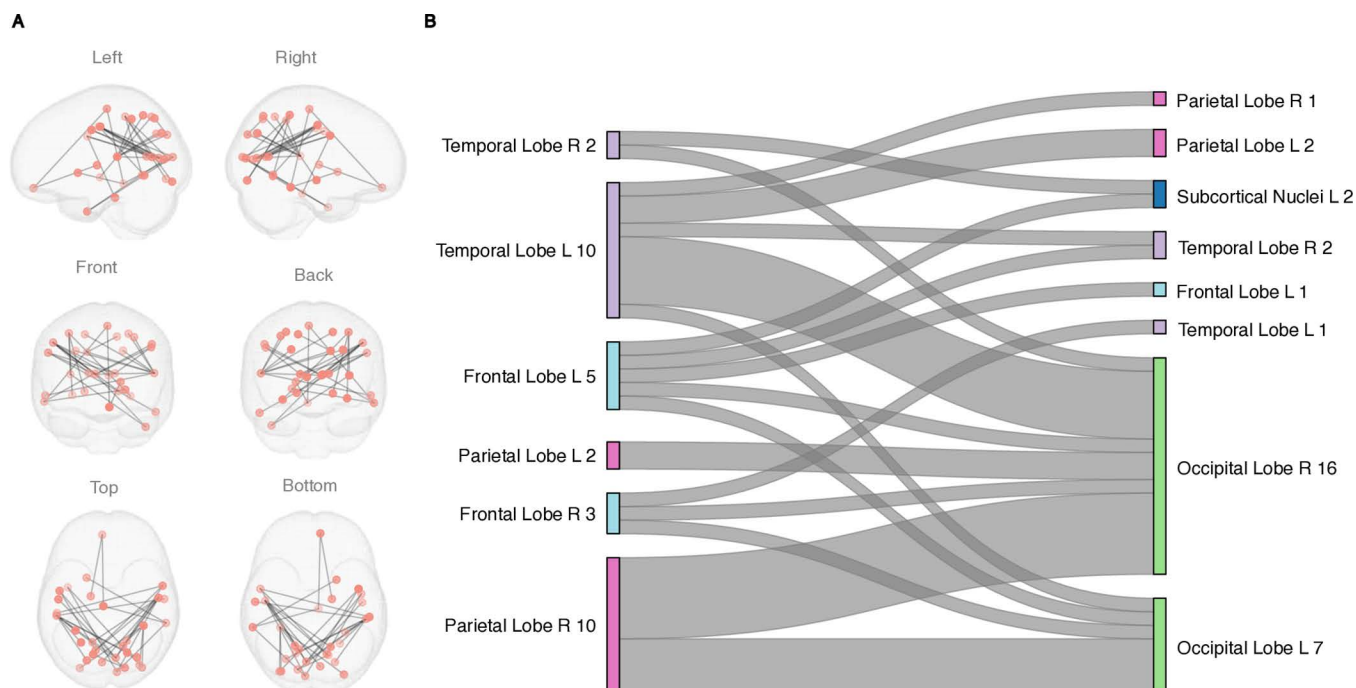 A
Left
Right
Front
Back
Top
Bottom
B
Temporal Lobe R 2
Temporal Lobe L 10
Frontal Lobe L 5
Parietal Lobe L 2
Frontal Lobe R 3
Parietal Lobe R 10
Parietal Lobe R 1
Parietal Lobe L 2
Subcortical Nuclei L 2
Temporal Lobe R 2
Frontal Lobe L 1
Temporal Lobe L 1
Occipital Lobe R 16
Occipital Lobe L 7